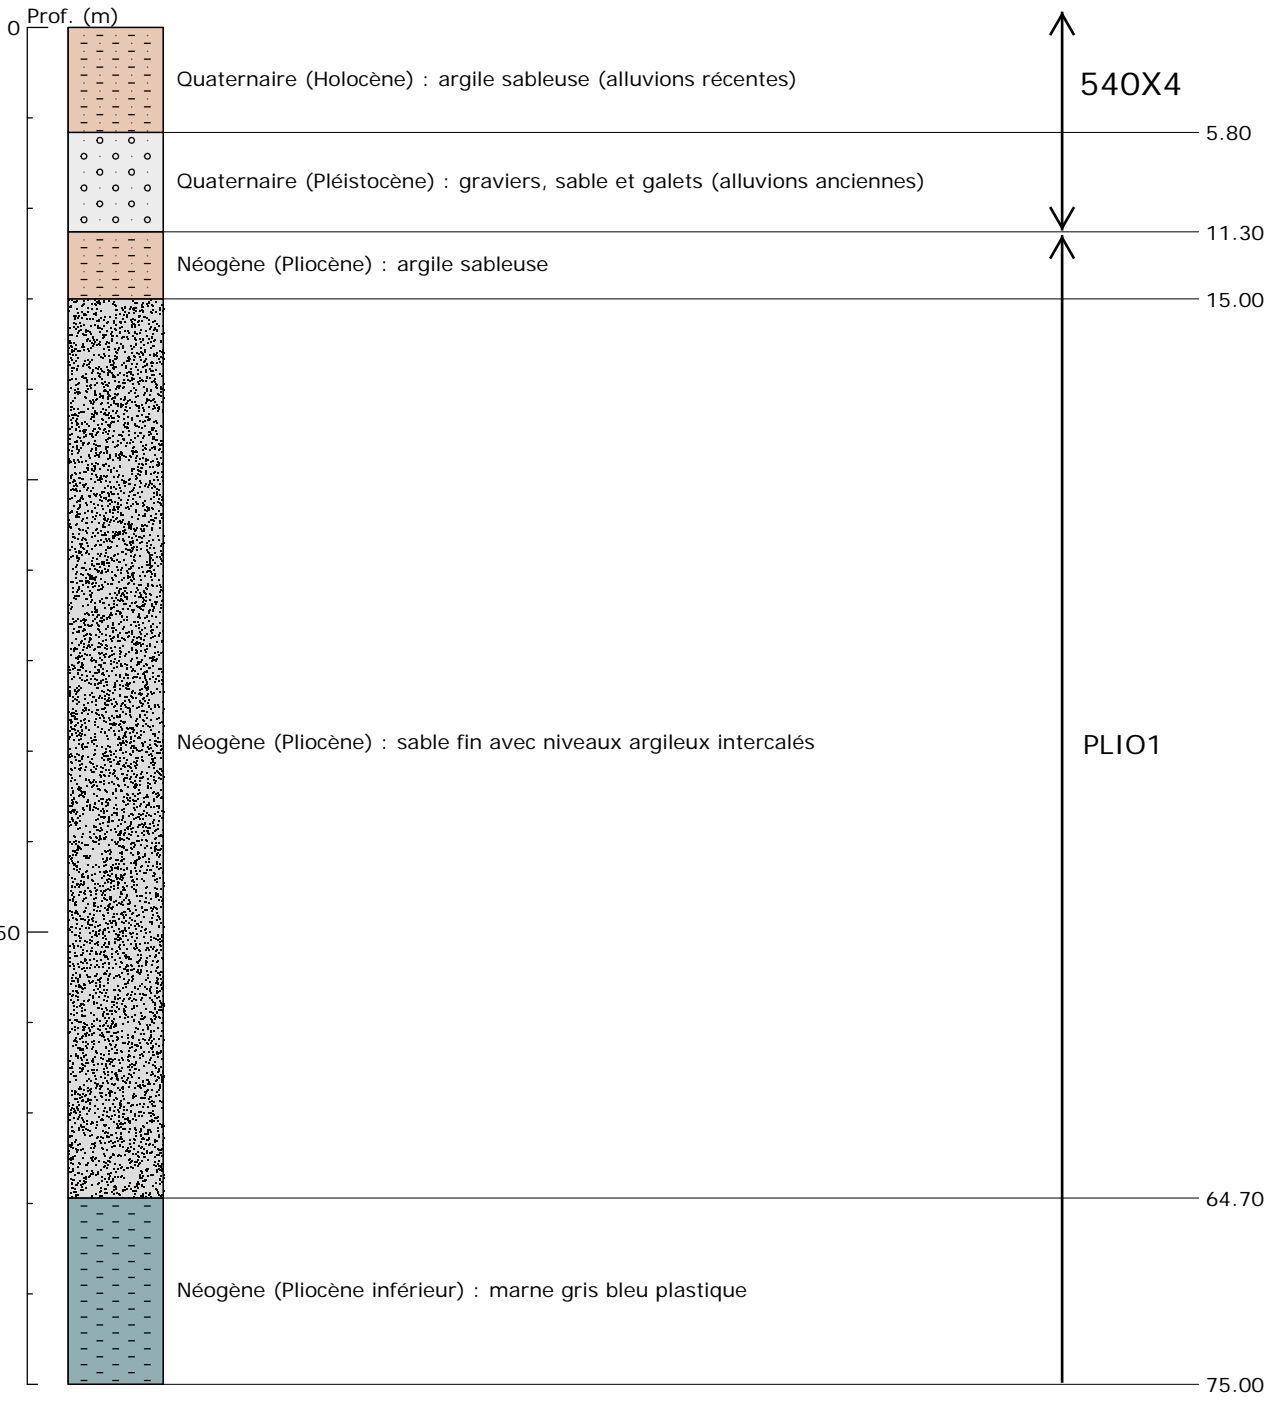 Prof. (m)
0
Quaternaire (Holocène) : argile sableuse (alluvions récentes)
540X4
5.80
Quaternaire (Pléistocène) : graviers, sable et galets (alluvions anciennes)
11.30
Néogène (Pliocène) : argile sableuse
15.00
Néogène (Pliocène) : sable fin avec niveaux argileux intercalés
PLIO1
50
64.70
Néogène (Pliocène inférieur) : marne gris bleu plastique
75.00